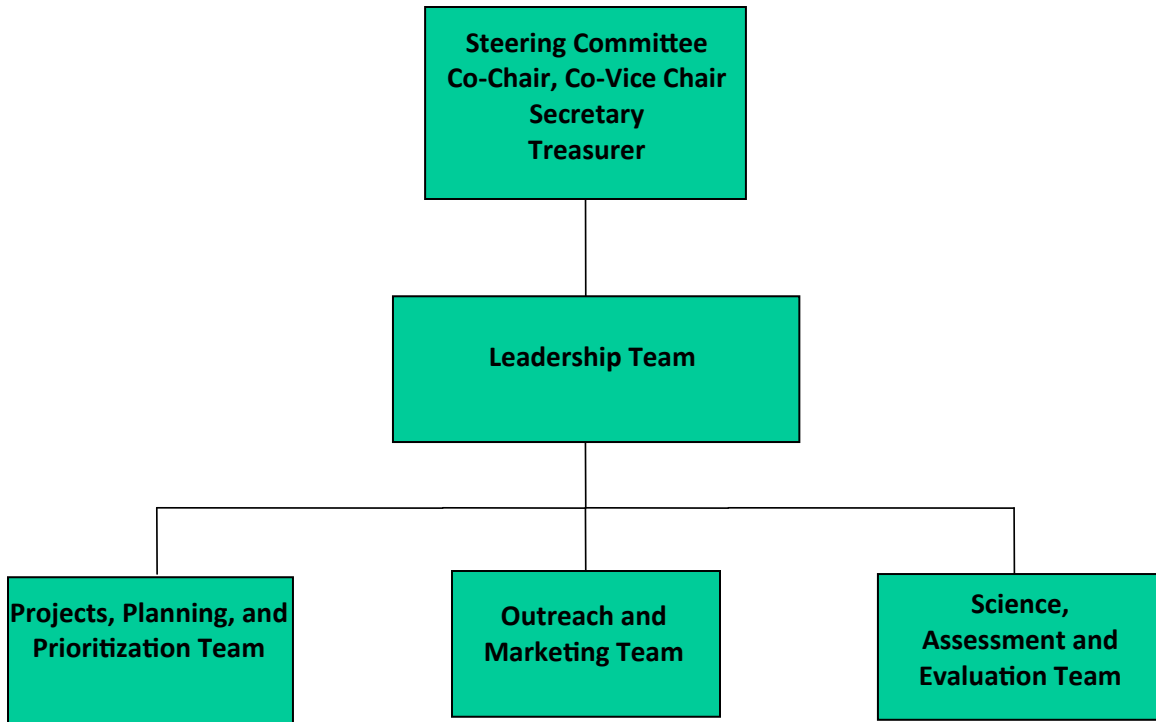 Steering Committee
Co-Chair, Co-Vice Chair
Secretary
Treasurer
Leadership Team
Projects, Planning, and
Prioritization Team
Outreach and
Marketing Team
Science,
Assessment and
Evaluation Team